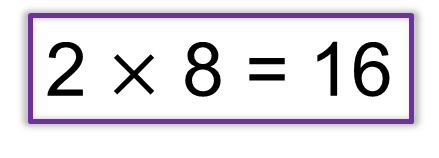 2 × 8 = 16